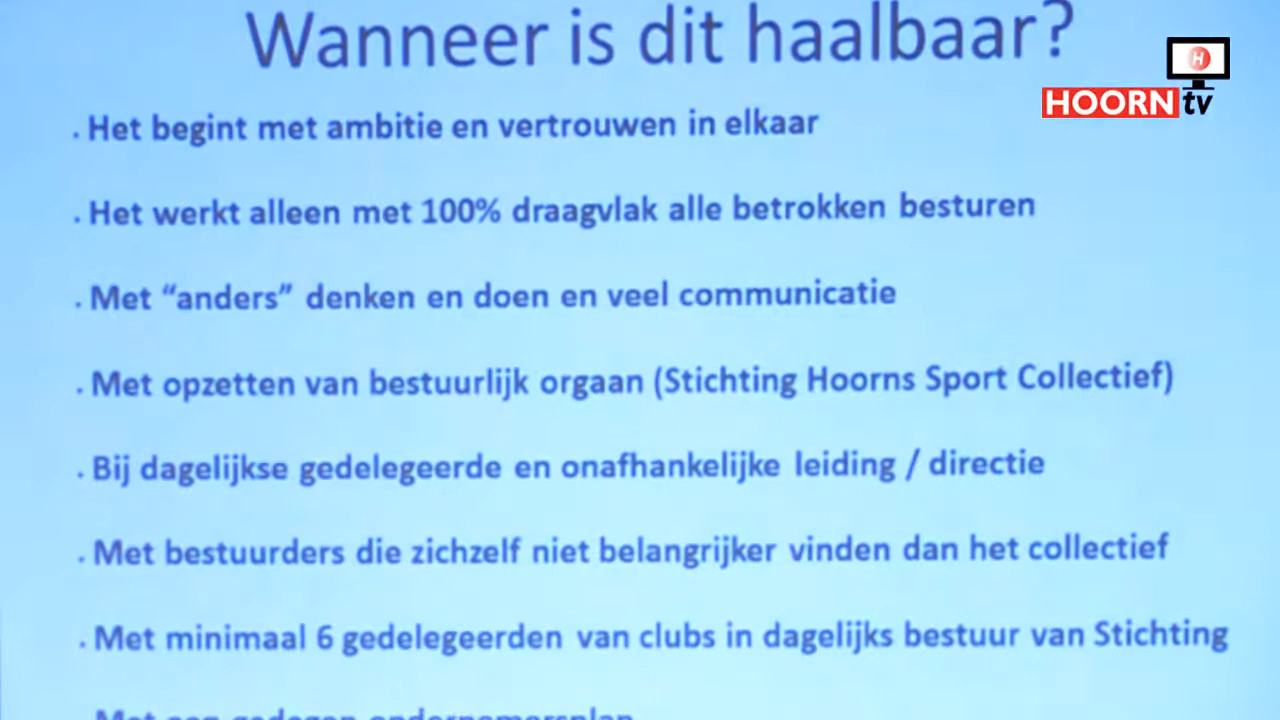 Wanneer is dit haalbaar?
H
HOORN tv
· Het begint met ambitie en vertrouwen in elkaar
· Het werkt alleen met 100% draagvlak alle betrokken besturen
· Met “anders” denken en doen en veel communicatie
· Met opzetten van bestuurlijk orgaan (Stichting Hoorns Sport Collectief)
· Bij dagelijkse gedelegeerde en onafhankelijke leiding / directie
· Met bestuurders die zichzelf niet belangrijker vinden dan het collectief
· Met minimaal 6 gedelegeerden van clubs in dagelijks bestuur van Stichting
Met een gedegen ondernemersplan